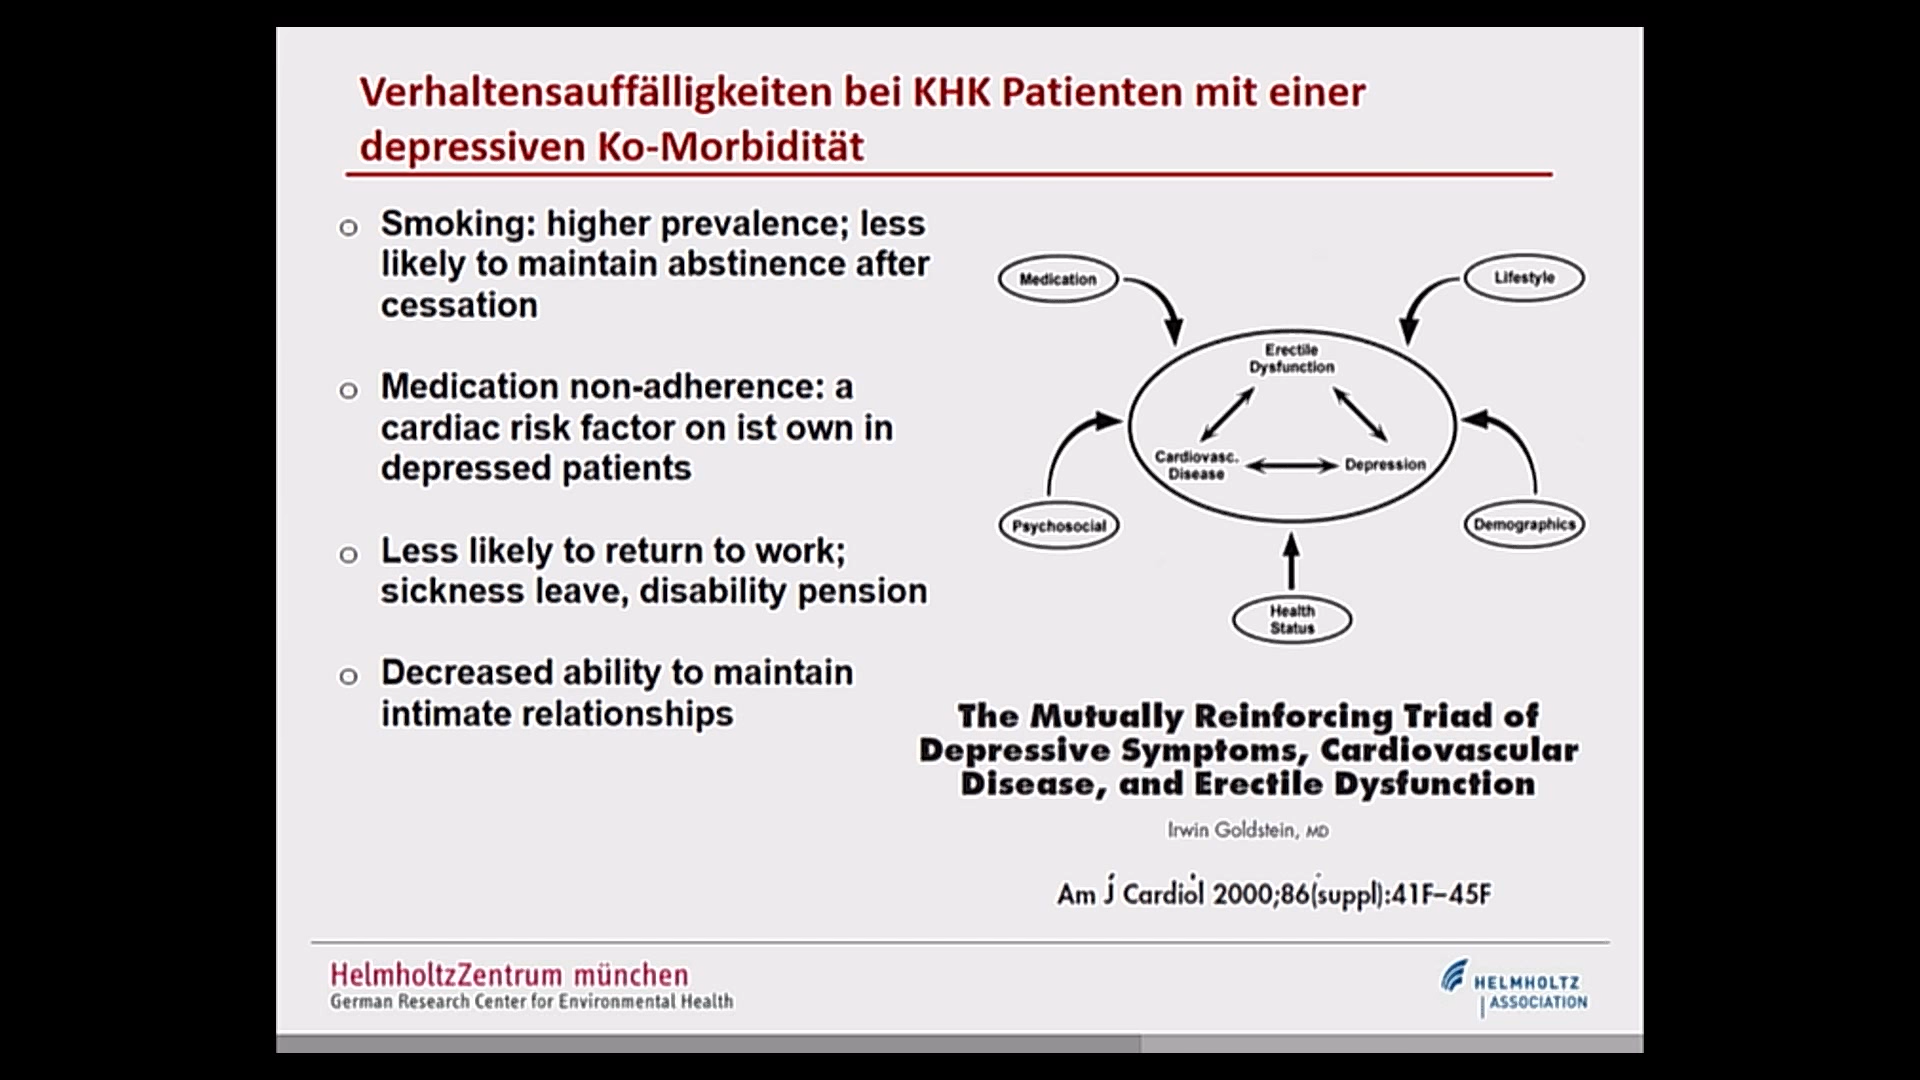 Verhaltensauffälligkeiten bei KHK Patienten mit einer
depressiven Ko-Morbidität
o Smoking: higher prevalence; less
likely to maintain abstinence after
cessation
o Medication non-adherence: a
cardiac risk factor on ist own in
depressed patients
o Less likely to return to work;
sickness leave, disability pension
o Decreased ability to maintain
intimate relationships
Medication
Lifestyle
Erectile
Dysfunction
Cardiovasc.
Disease
Depression
Psychosocial
Demographics
Health
Status
The Mutually Reinforcing Triad of
Depressive Symptoms, Cardiovascular
Disease, and Erectile Dysfunction
Irwin Goldstein, MD
Am J Cardiol 2000;86(suppl):41F–45F
HelmholtzZentrum münchen
German Research Center for Environmental Health
HELMHOLTZ
ASSOCIATION